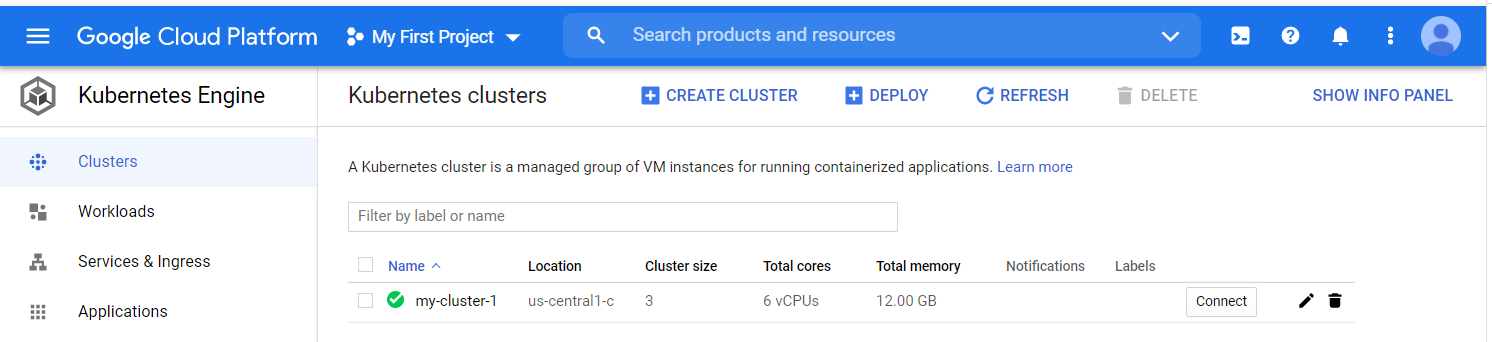 Google Cloud Platform My First Project Search products and resources
Kubernetes Engine Kubernetes clusters CREATE CLUSTER DEPLOY REFRESH DELETE SHOW INFO PANEL
Clusters
Workloads
Services & Ingress
Applications
A Kubernetes cluster is a managed group of VM instances for running containerized applications. Learn more
Filter by label or name
Name Location Cluster size Total cores Total memory Notifications Labels
my-cluster-1 us-central1-c 3 6 vCPUs 12.00 GB Connect